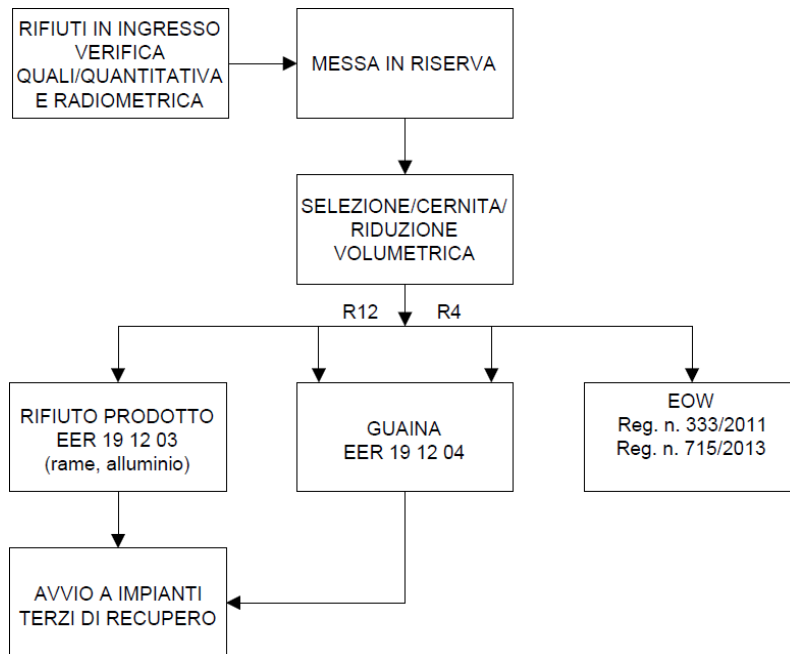 RIFIUTI IN INGRESSO
VERIFICA
QUALI/QUANTITATIVA
E RADIOMETRICA
MESSA IN RISERVA
SELEZIONE/CERNITA/
RIDUZIONE
VOLUMETRICA
R12
R4
RIFIUTO PRODOTTO
EER 19 12 03
(rame, alluminio)
GUAINA
EER 19 12 04
EOW
Reg. n. 333/2011
Reg. n. 715/2013
AVVIO A IMPIANTI
TERZI DI RECUPERO